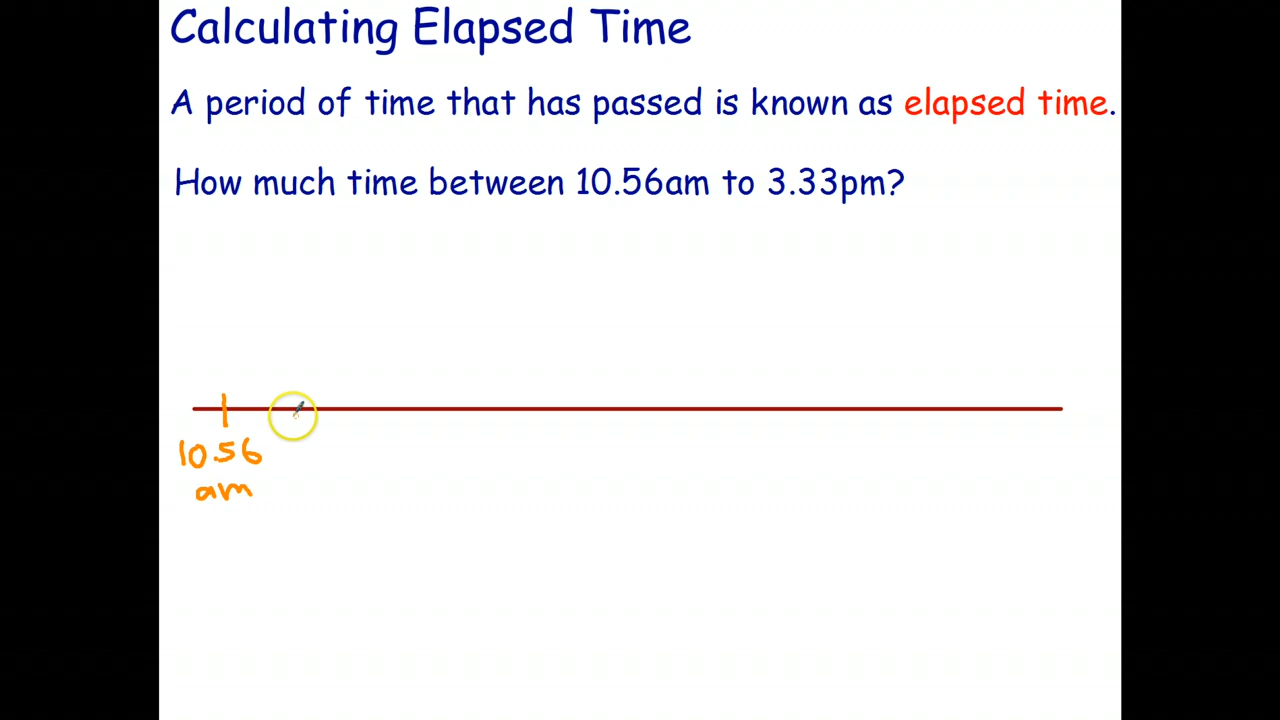 Calculating Elapsed Time
A period of time that has passed is known as elapsed time.
How much time between 10.56am to 3.33pm?
10.56
am